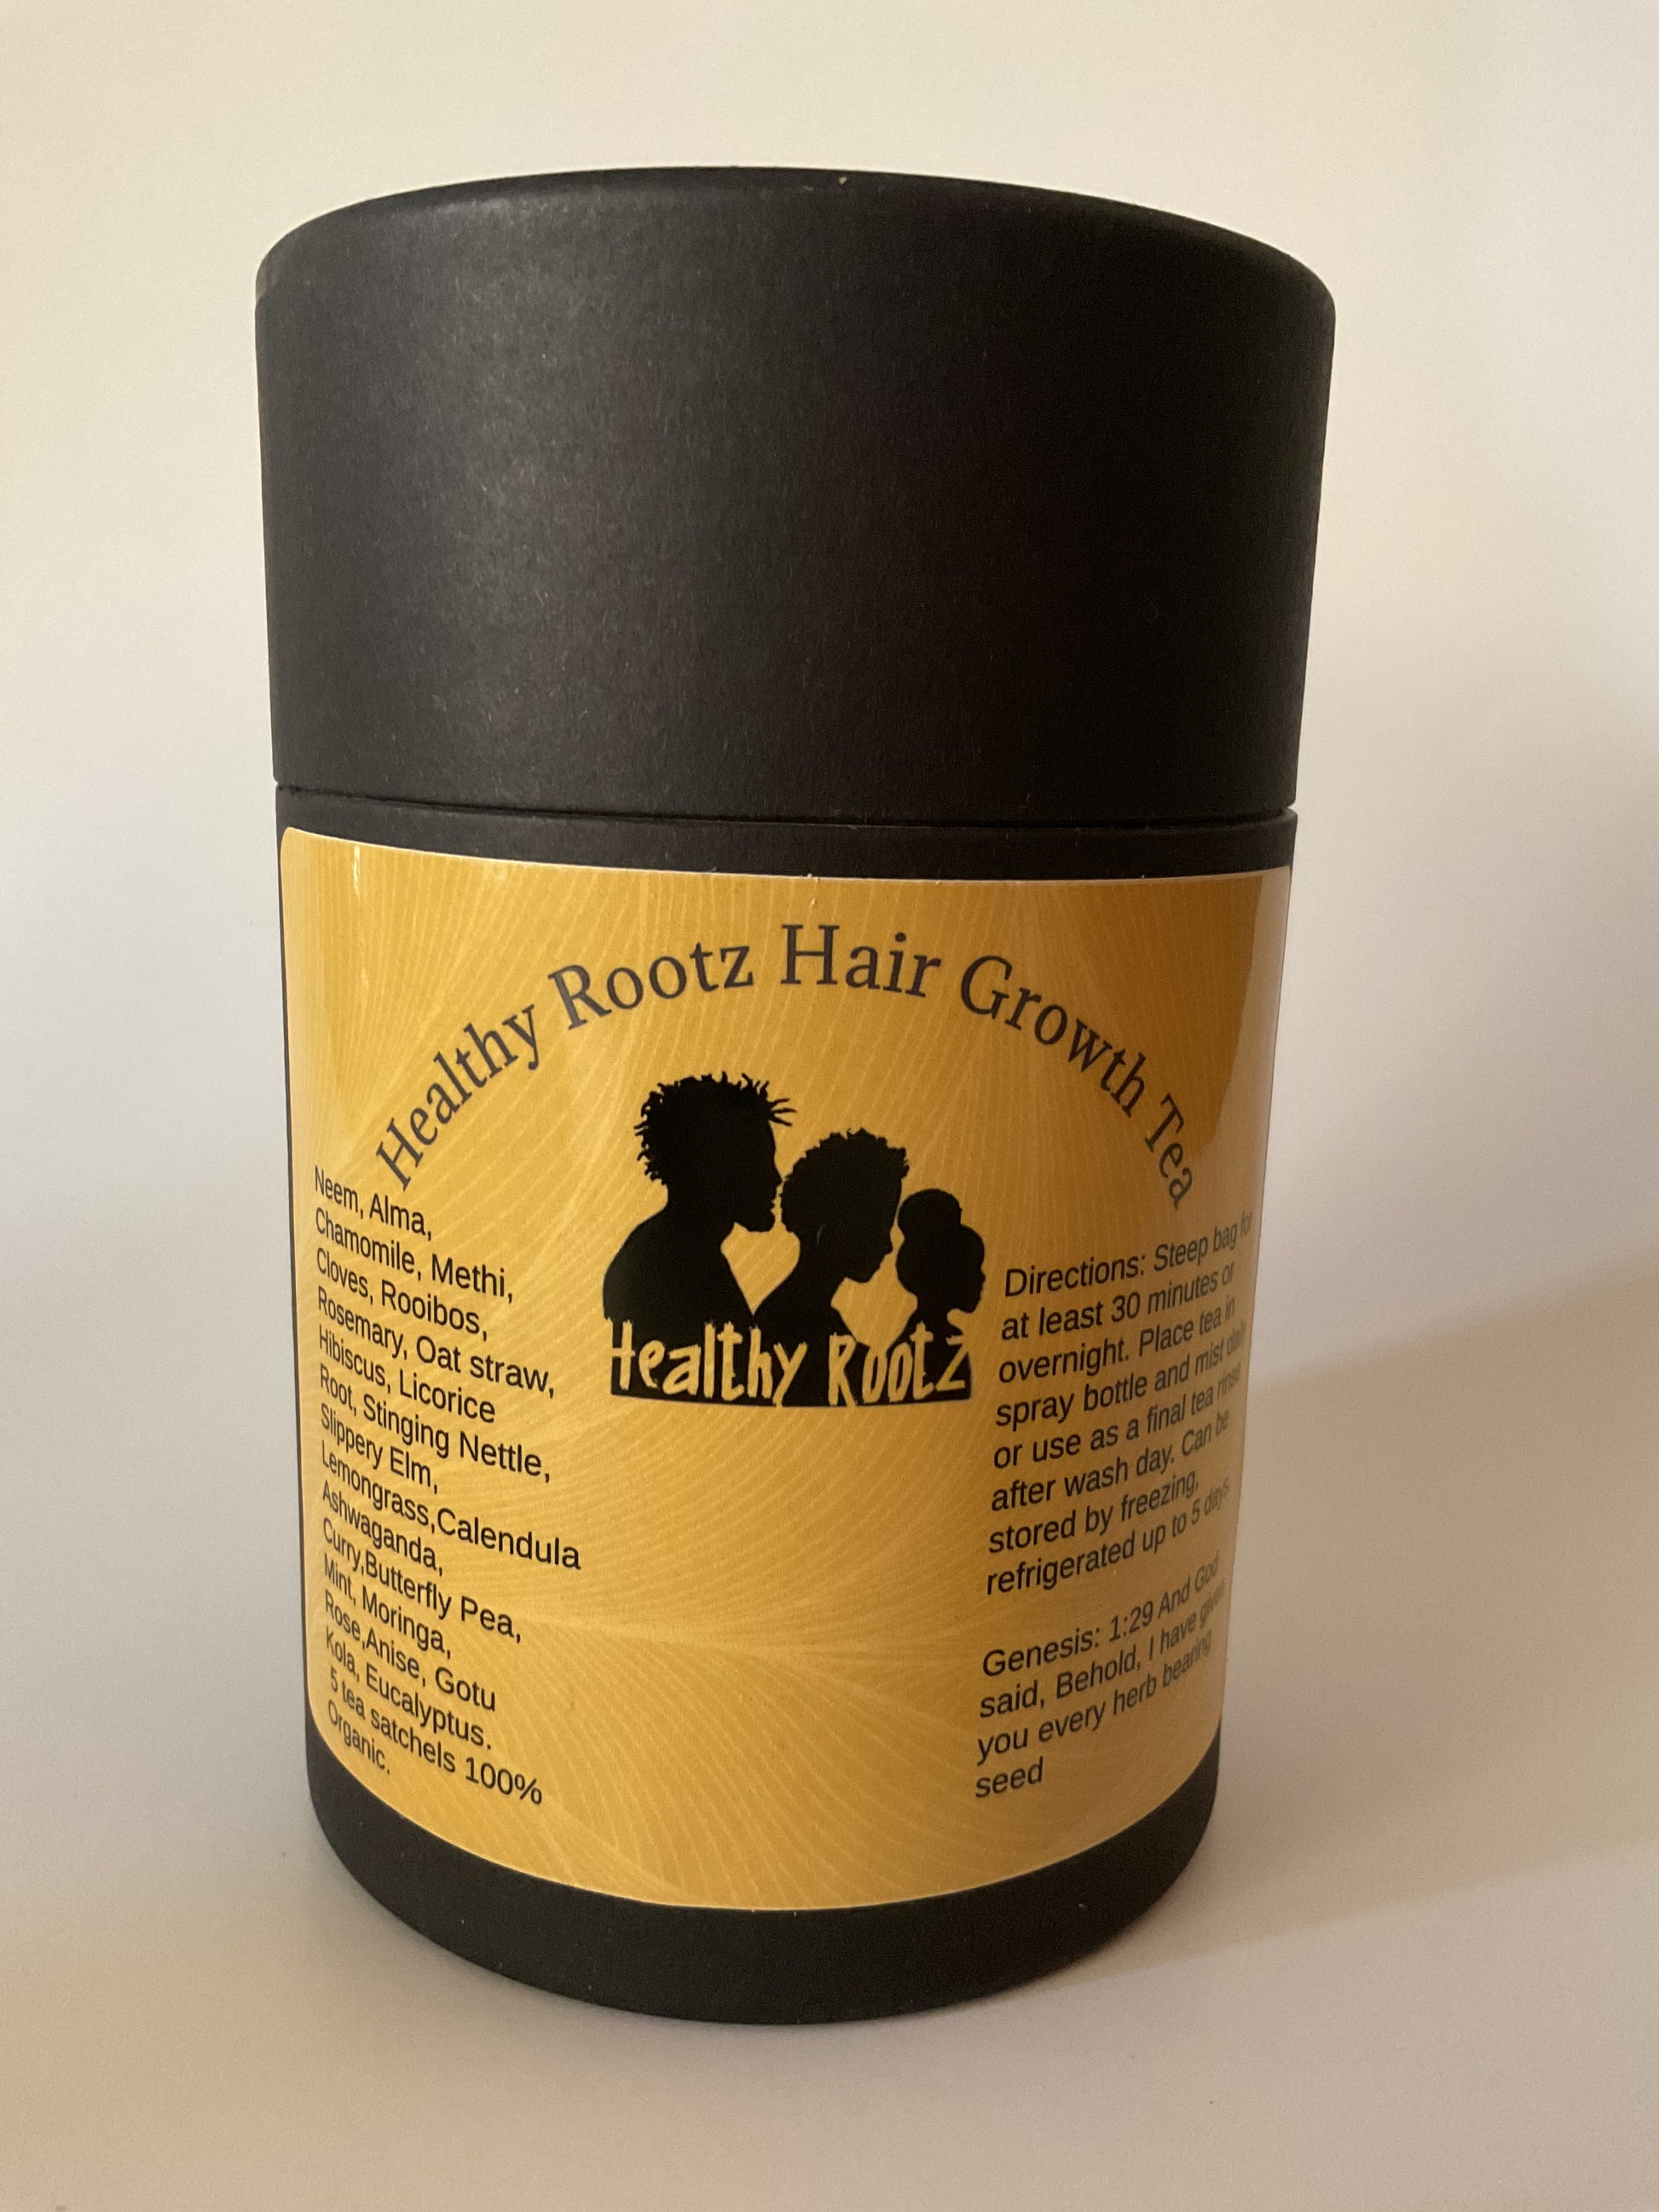 Healthy Rootz Hair Growth Tea
Healthy Rootz
Neem, Alma,
Chamomile, Methi,
Cloves, Rooibos,
Rosemary, Oat straw,
Hibiscus, Licorice
Root, Stinging Nettle,
Slippery Elm,
Lemongrass,Calendula
Ashwaganda,
Curry,Butterfly Pea,
Mint, Moringa,
Rose,Anise, Gotu
Kola, Eucalyptus.
5 tea satchels 100%
Organic.
Directions: Steep bag for
at least 30 minutes or
overnight. Place tea in
spray bottle and mist daily
or use as a final tea rinse
after wash day. Can be
stored by freezing,
refrigerated up to 5 days
Genesis: 1:29 And God
said, Behold, I have given
you every herb bearing
seed